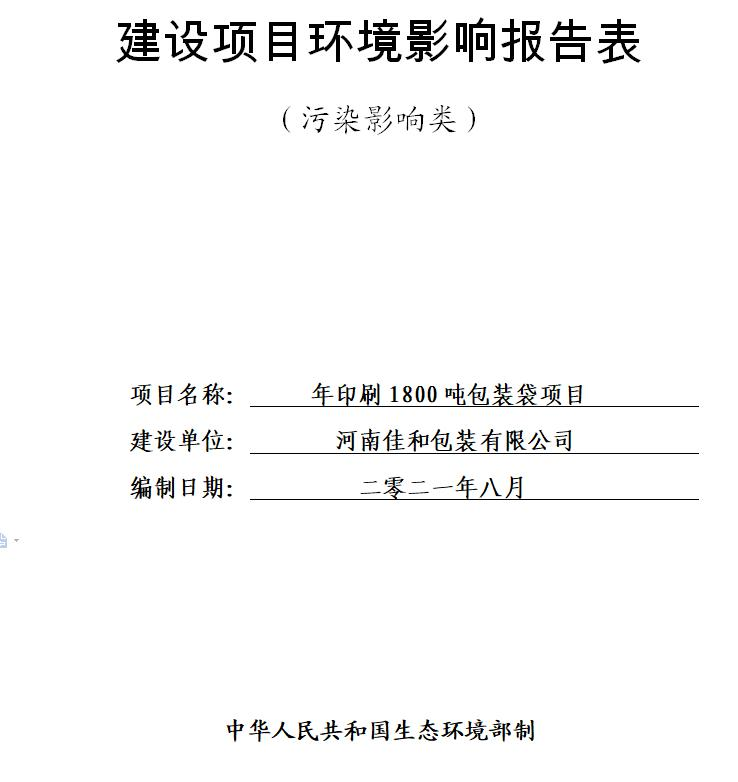 建设项目环境影响报告表
（污染影响类）
项目名称： 年印刷1800吨包装袋项目
建设单位： 河南佳和包装有限公司
编制日期： 二零二一年八月
中华人民共和国生态环境部制